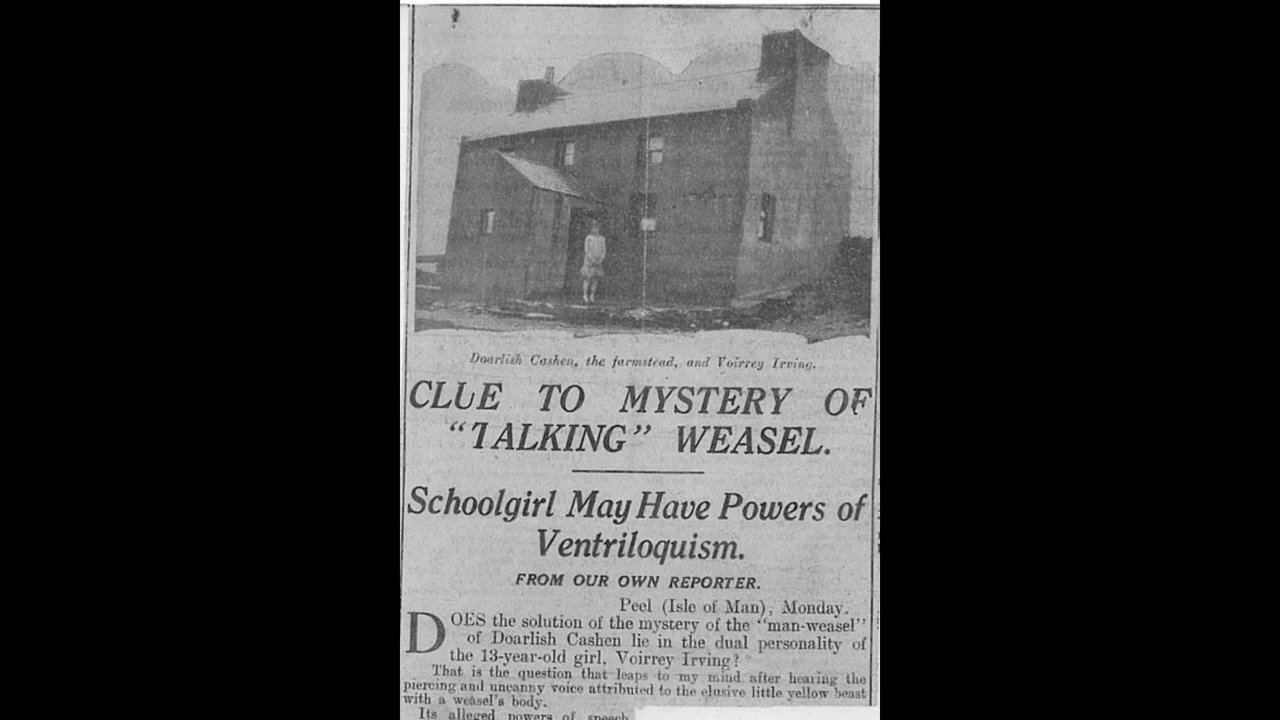 Doarlish Cashen, the farmstead, and Voirrey Irving.
CLUE TO MYSTERY OF
“TALKING” WEASEL.
Schoolgirl May Have Powers of
Ventriloquism.
FROM OUR OWN REPORTER.
Peel (Isle of Man), Monday.
DOES the solution of the mystery of the “man-weasel”
of Doarlish Cashen lie in the dual personality of
the 13-year-old girl, Voirrey Irving?
That is the question that leaps to my mind after hearing the
piercing and uncanny voice attributed to the elusive little yellow beast
with a weasel's body.
Its alleged powers of speech